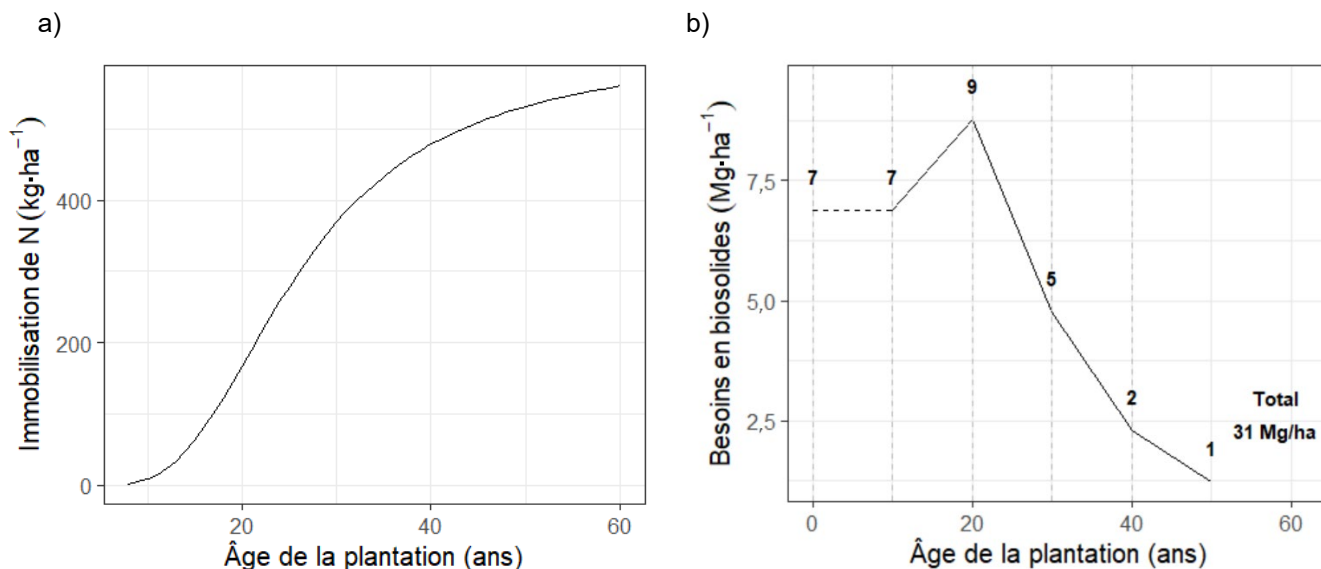 a)
Immobilisation de N (kg·ha⁻¹)
400
200
0
20 40 60
Âge de la plantation (ans)
b)
Besoins en biosolides (Mg·ha⁻¹)
7,5
5,0
2,5
7 7 9 5 2 1
Total
31 Mg/ha
0 20 40 60
Âge de la plantation (ans)